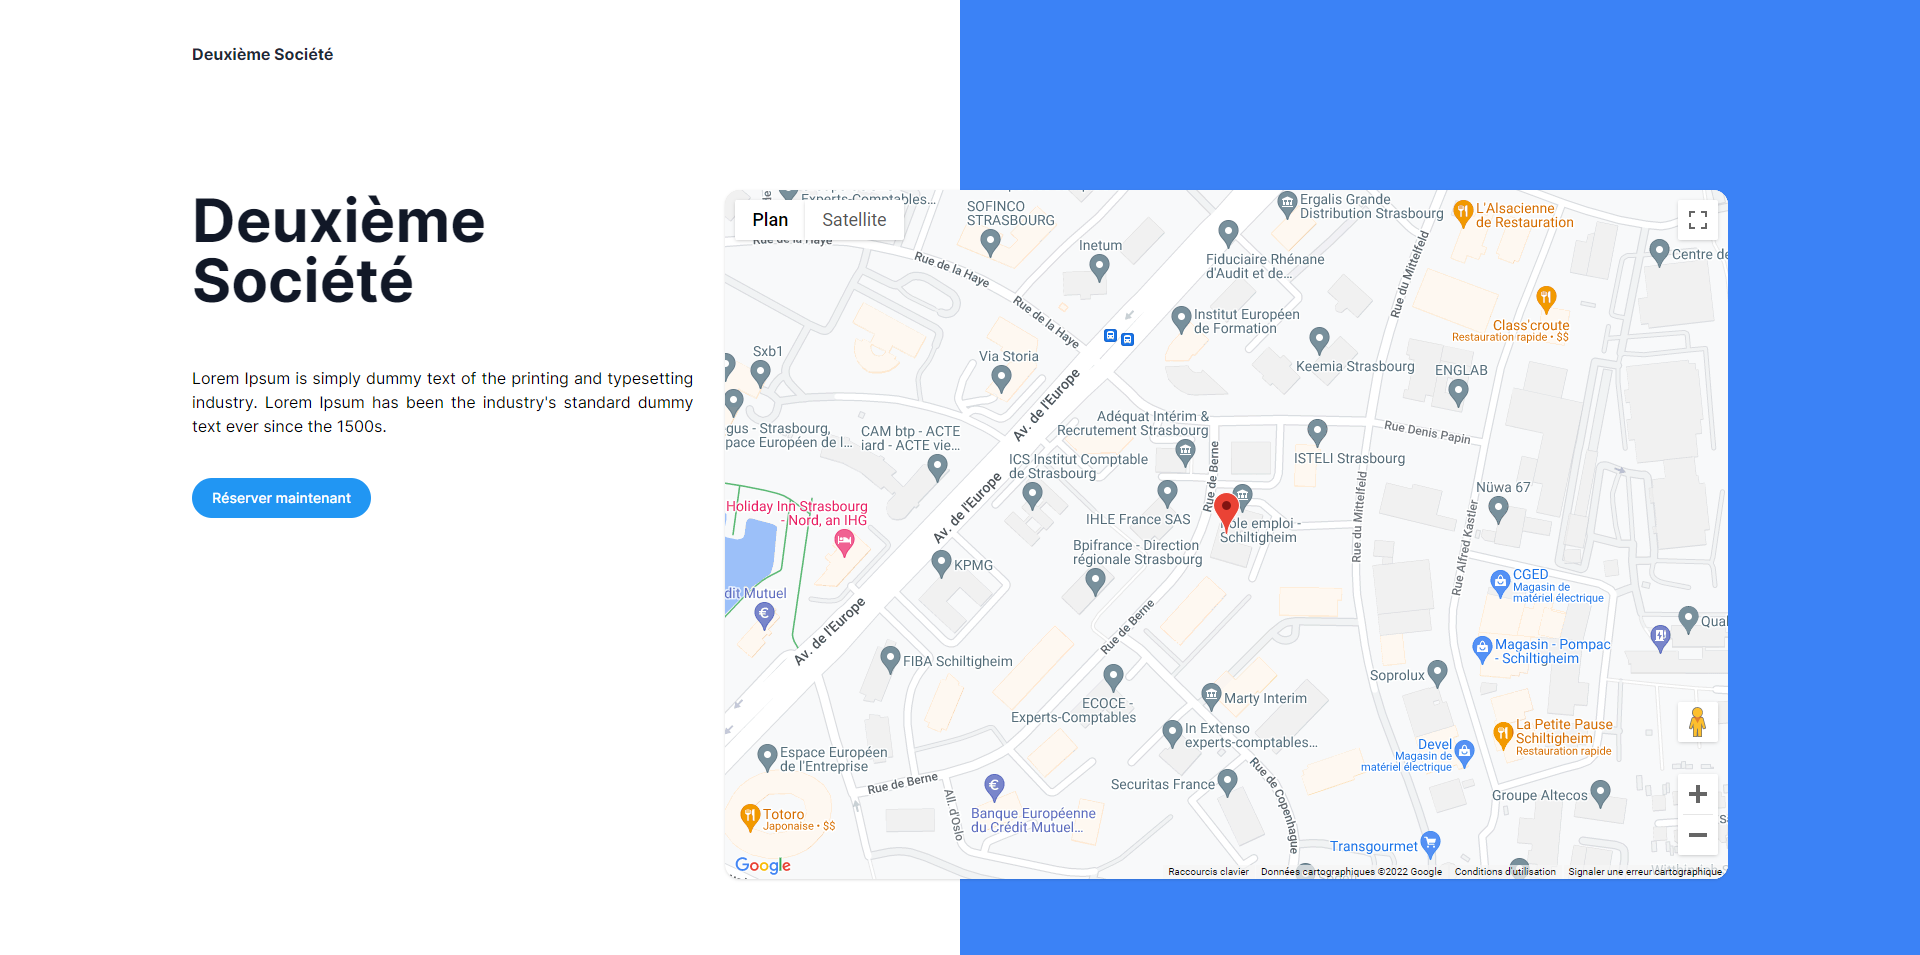 Deuxième Société
Deuxième
Société
Lorem Ipsum is simply dummy text of the printing and typesetting
industry. Lorem Ipsum has been the industry's standard dummy
text ever since the 1500s.
Réserver maintenant
Plan
Satellite
Experts-Comptables...
SOFINCO
STRASBOURG
Ergalis Grande
Distribution Strasbourg
L'Alsacienne
de Restauration
Rue de la Haye
Inetum
Fiduciaire Rhénane
d'Audit et de...
Centre de
Rue de la Haye
Rue du Mittelfeld
Rue de la Haye
Institut Européen
de Formation
Class'croute
Restauration rapide • $$
Sxb1
Via Storia
Keemia Strasbourg
ENGLAB
Av. de l'Europe
Adéquat Intérim &
Recrutement Strasbourg
gus - Strasbourg,
pace Européen de l...
CAM btp - ACTE
iard - ACTE vie...
Rue Denis Papin
ICS Institut Comptable
de Strasbourg
Rue de Berne
ISTELI Strasbourg
Av. de l'Europe
Nüwa 67
Holiday Inn Strasbourg
- Nord, an IHG
IHLE France SAS
Pôle emploi -
Schiltigheim
Rue du Mittelfeld
Rue Alfred Kastler
Bpifrance - Direction
régionale Strasbourg
KPMG
CGED
Magasin de
matériel électrique
dit Mutuel
Av. de l'Europe
Rue de Berne
Qual
Magasin - Pompac
- Schiltigheim
FIBA Schiltigheim
Soprolux
ECOCE -
Experts-Comptables
Marty Interim
In Extenso
experts-comptables...
La Petite Pause
Schiltigheim
Restauration rapide
Devel
Magasin de
matériel électrique
Espace Européen
de l'Entreprise
Rue de Berne
Securitas France
Rue de Copenhague
Groupe Altecos
All. d'Oslo
Banque Européenne
du Crédit Mutuel...
Totoro
Japonaise • $$
Transgourmet
Google
Raccourcis clavier
Données cartographiques ©2022 Google
Conditions d'utilisation
Signaler une erreur cartographique